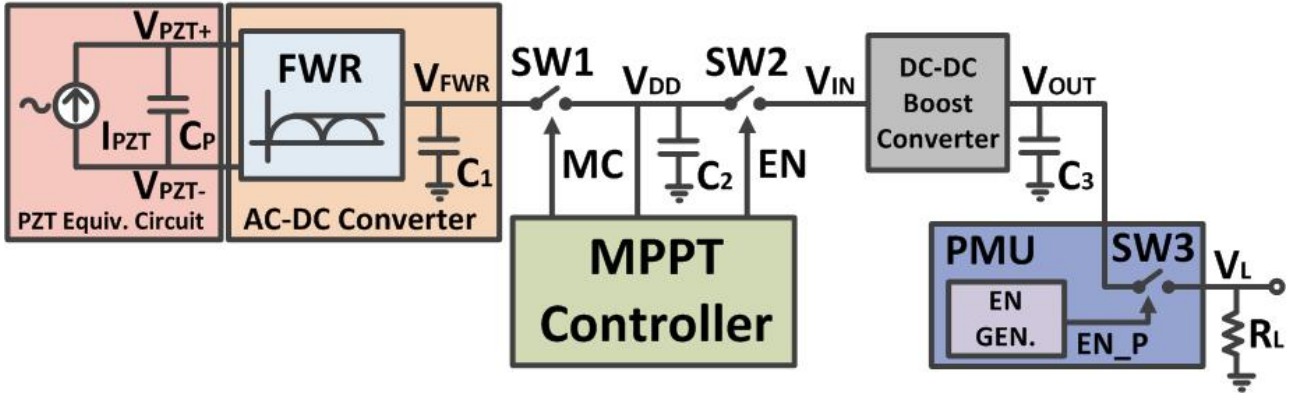 VPZT+
IPZT
CP
VPZT-
PZT Equiv. Circuit
FWR
VFWR
C1
AC-DC Converter
SW1
MC
VDD
C2
SW2
EN
VIN
MPPT
Controller
DC-DC
Boost
Converter
VOUT
C3
PMU
SW3
EN
GEN.
EN_P
VL
RL